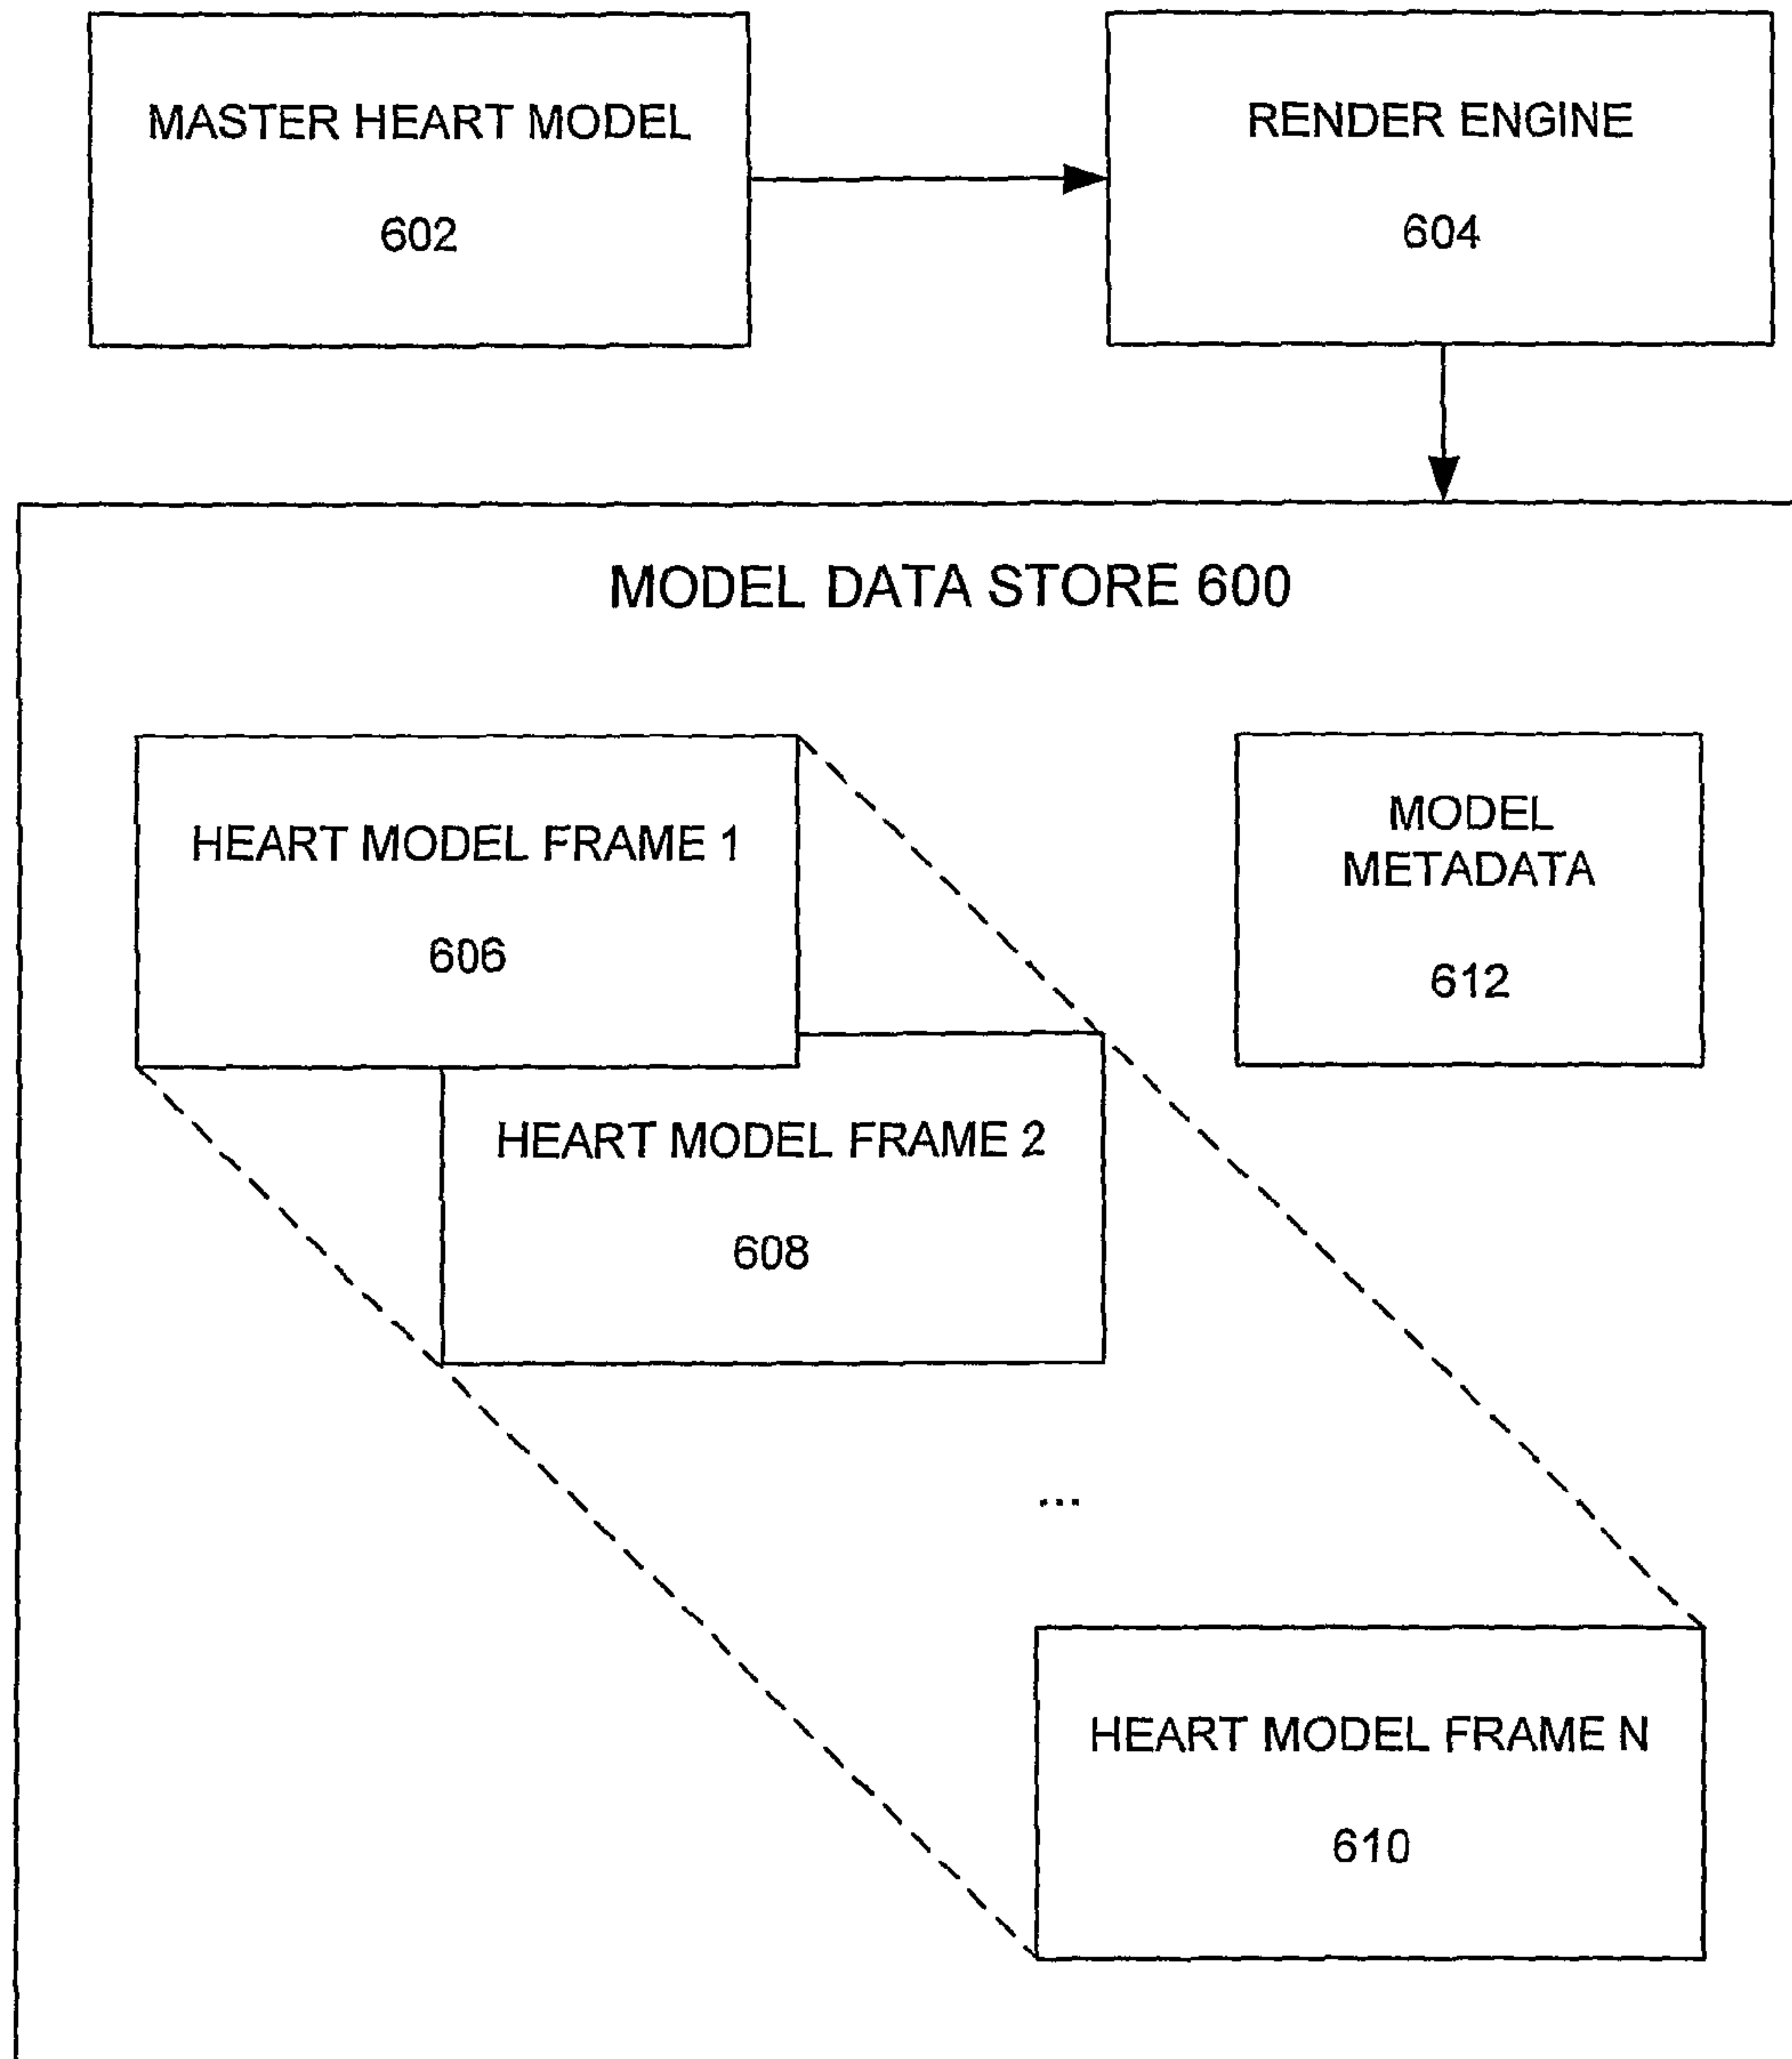 MASTER HEART MODEL
602
RENDER ENGINE
604
MODEL DATA STORE 600
HEART MODEL FRAME 1
606
MODEL
METADATA
612
HEART MODEL FRAME 2
608
...
HEART MODEL FRAME N
610